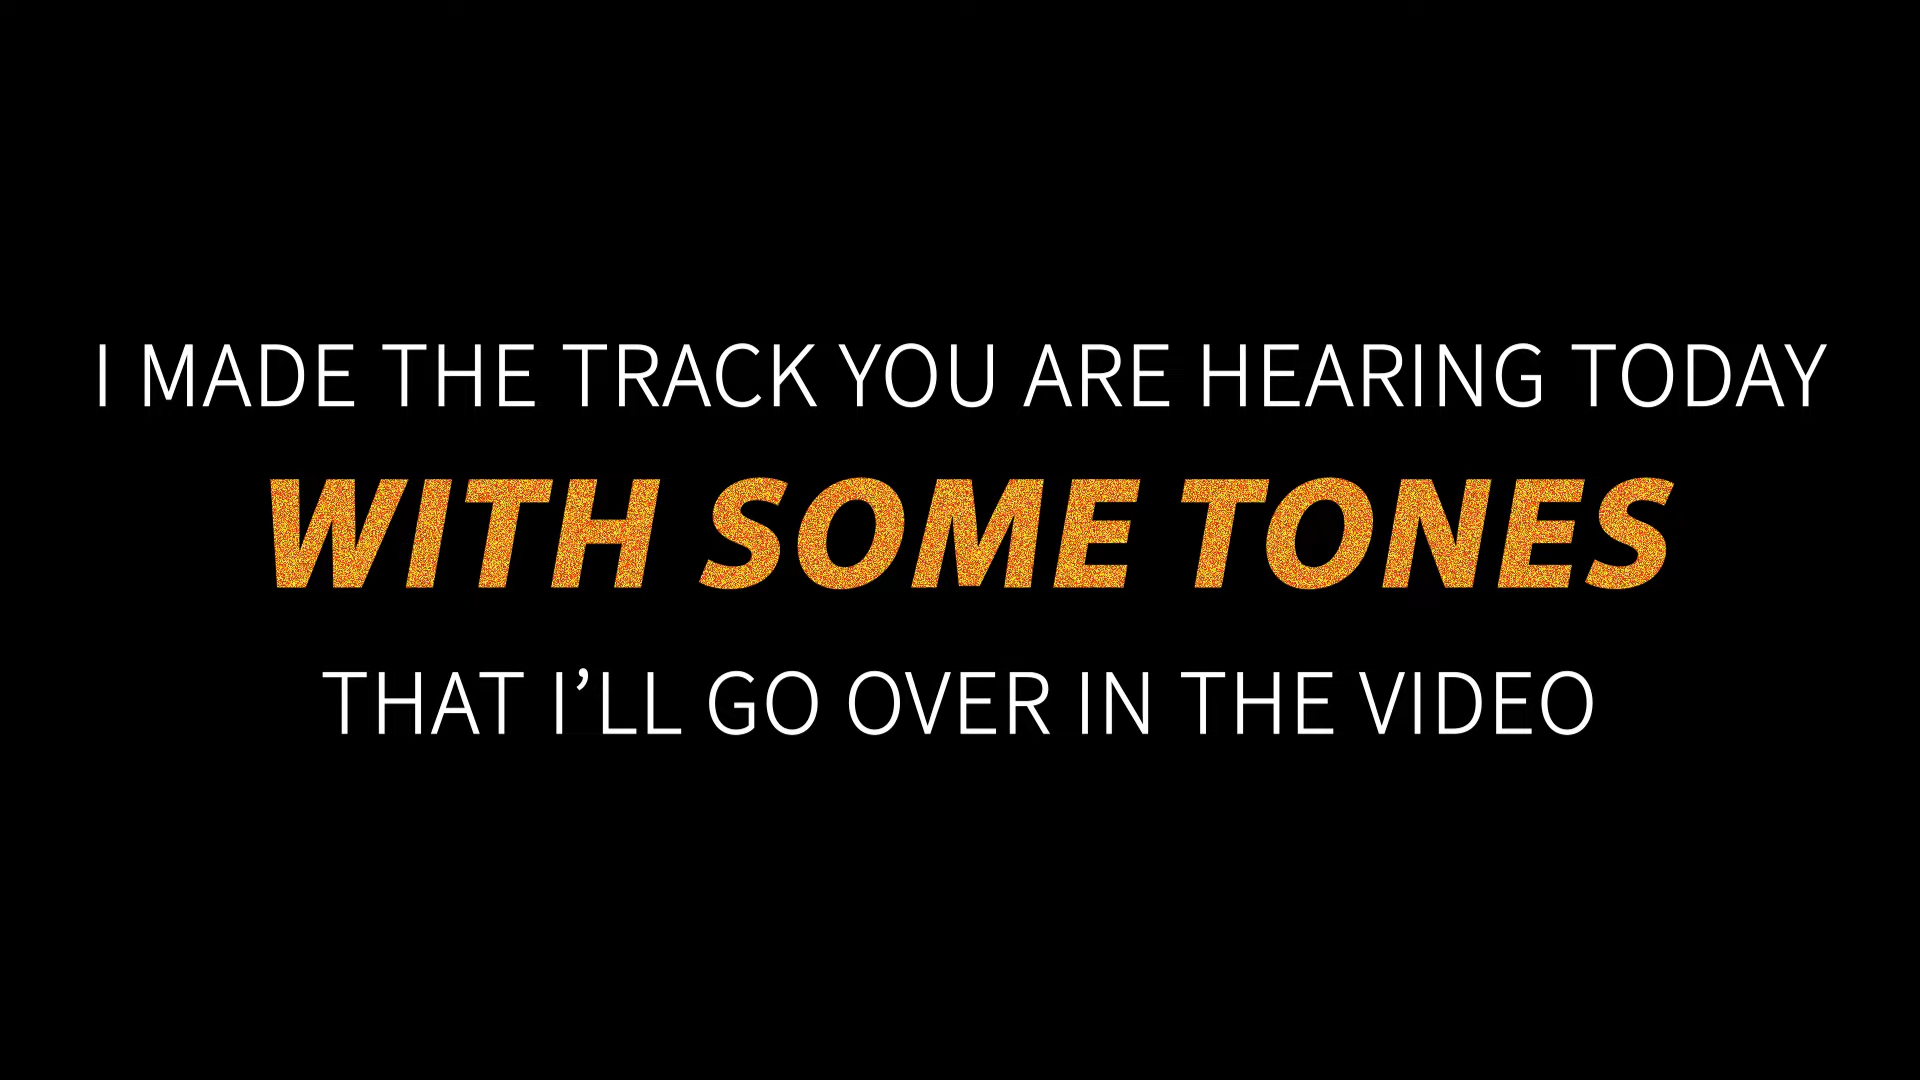 I MADE THE TRACK YOU ARE HEARING TODAY
WITH SOME TONES
THAT I’LL GO OVER IN THE VIDEO